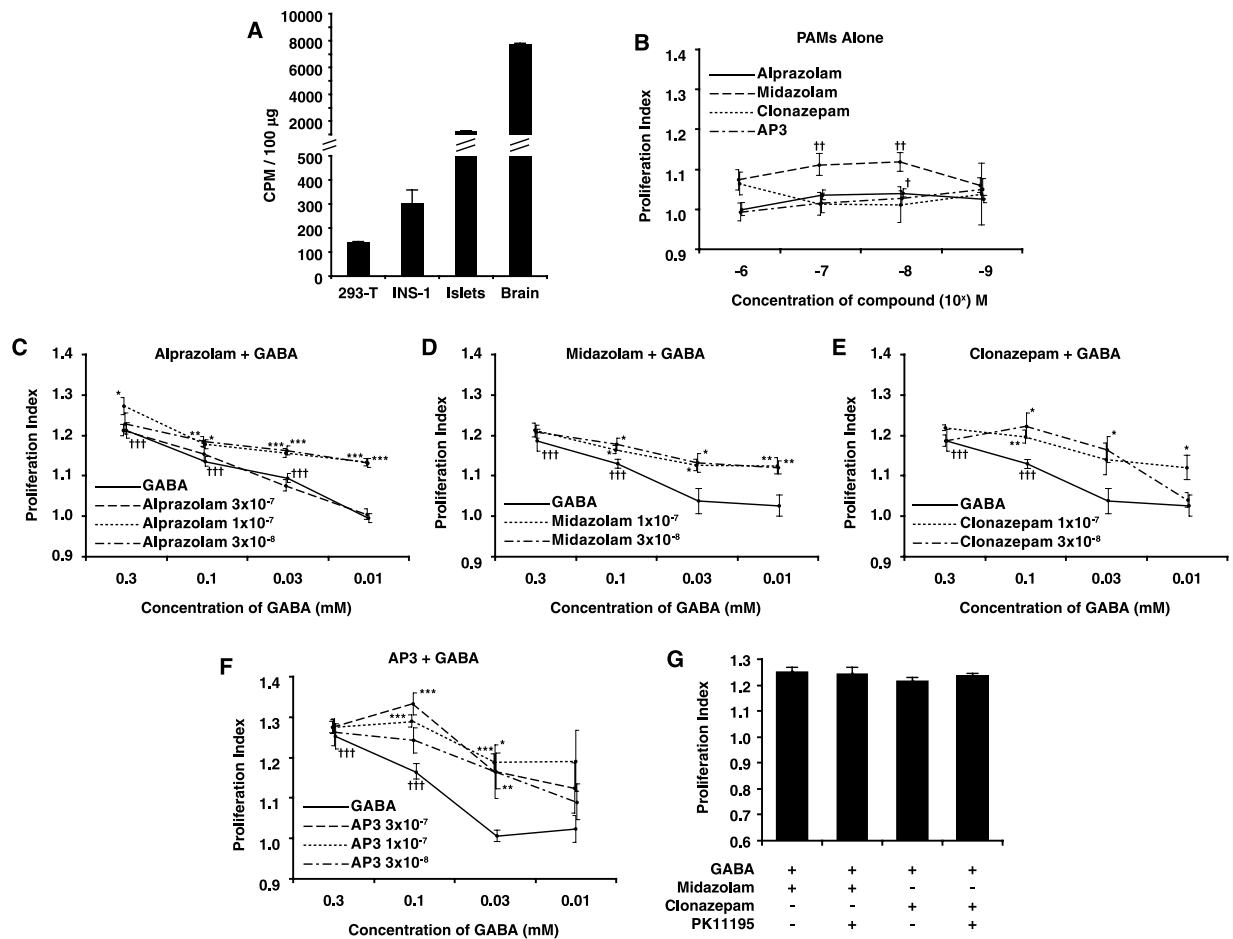 A
CPM / 100 µg
10000
8000
6000
4000
2000
500
400
300
200
100
0
293-T INS-1 Islets Brain
B
PAMs Alone
Proliferation Index
1.4
1.3
1.2
1.1
1.0
0.9
Alprazolam
Midazolam
Clonazepam
AP3
†† ††
†
-6 -7 -8 -9
Concentration of compound (10ˣ) M
C
Alprazolam + GABA
Proliferation Index
1.4
1.3
1.2
1.1
1.0
0.9
* ** * *** *** *** ***
††† ††† †††
GABA
Alprazolam 3x10⁻⁷
Alprazolam 1x10⁻⁷
Alprazolam 3x10⁻⁸
0.3 0.1 0.03 0.01
Concentration of GABA (mM)
D
Midazolam + GABA
Proliferation Index
1.4
1.3
1.2
1.1
1.0
0.9
* * * * ** **
††† †††
GABA
Midazolam 1x10⁻⁷
Midazolam 3x10⁻⁸
0.3 0.1 0.03 0.01
Concentration of GABA (mM)
E
Clonazepam + GABA
Proliferation Index
1.4
1.3
1.2
1.1
1.0
0.9
* ** * *
††† †††
GABA
Clonazepam 1x10⁻⁷
Clonazepam 3x10⁻⁸
0.3 0.1 0.03 0.01
Concentration of GABA (mM)
F
AP3 + GABA
Proliferation Index
1.4
1.3
1.2
1.1
1.0
0.9
*** *** *** * **
††† †††
GABA
AP3 3x10⁻⁷
AP3 1x10⁻⁷
AP3 3x10⁻⁸
0.3 0.1 0.03 0.01
Concentration of GABA (mM)
G
Proliferation Index
1.3
1.2
1.1
1.0
0.9
0.8
0.7
0.6
GABA + + + +
Midazolam + + - -
Clonazepam - - + +
PK11195 - + - +